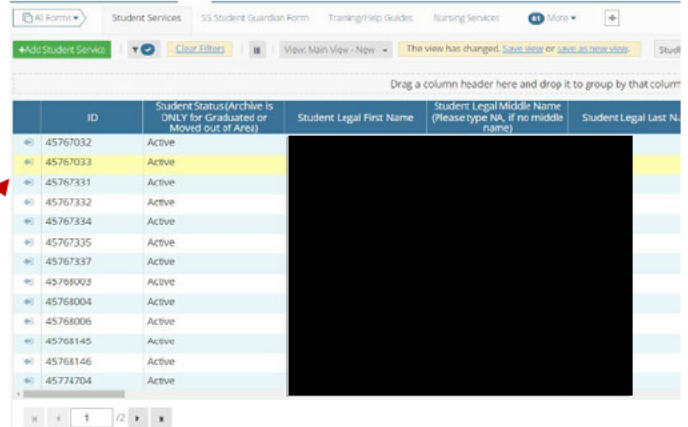 All Forms Student Services SS Student Guardian Form Training/Help Guides Nursing Services 61 More +
+Add Student Service Clear Filters View: Main View - New The view has changed. Save view or save as new view.
Drag a column header here and drop it to group by that column
ID Student Status (Archive is ONLY for Graduated or Moved out of Area) Student Legal First Name Student Legal Middle Name (Please type NA, if no middle name) Student Legal Last
45767032 Active
45767033 Active
45767331 Active
45767332 Active
45767334 Active
45767335 Active
45767337 Active
45768003 Active
45768004 Active
45768006 Active
45768145 Active
45768146 Active
45774704 Active
1 /2